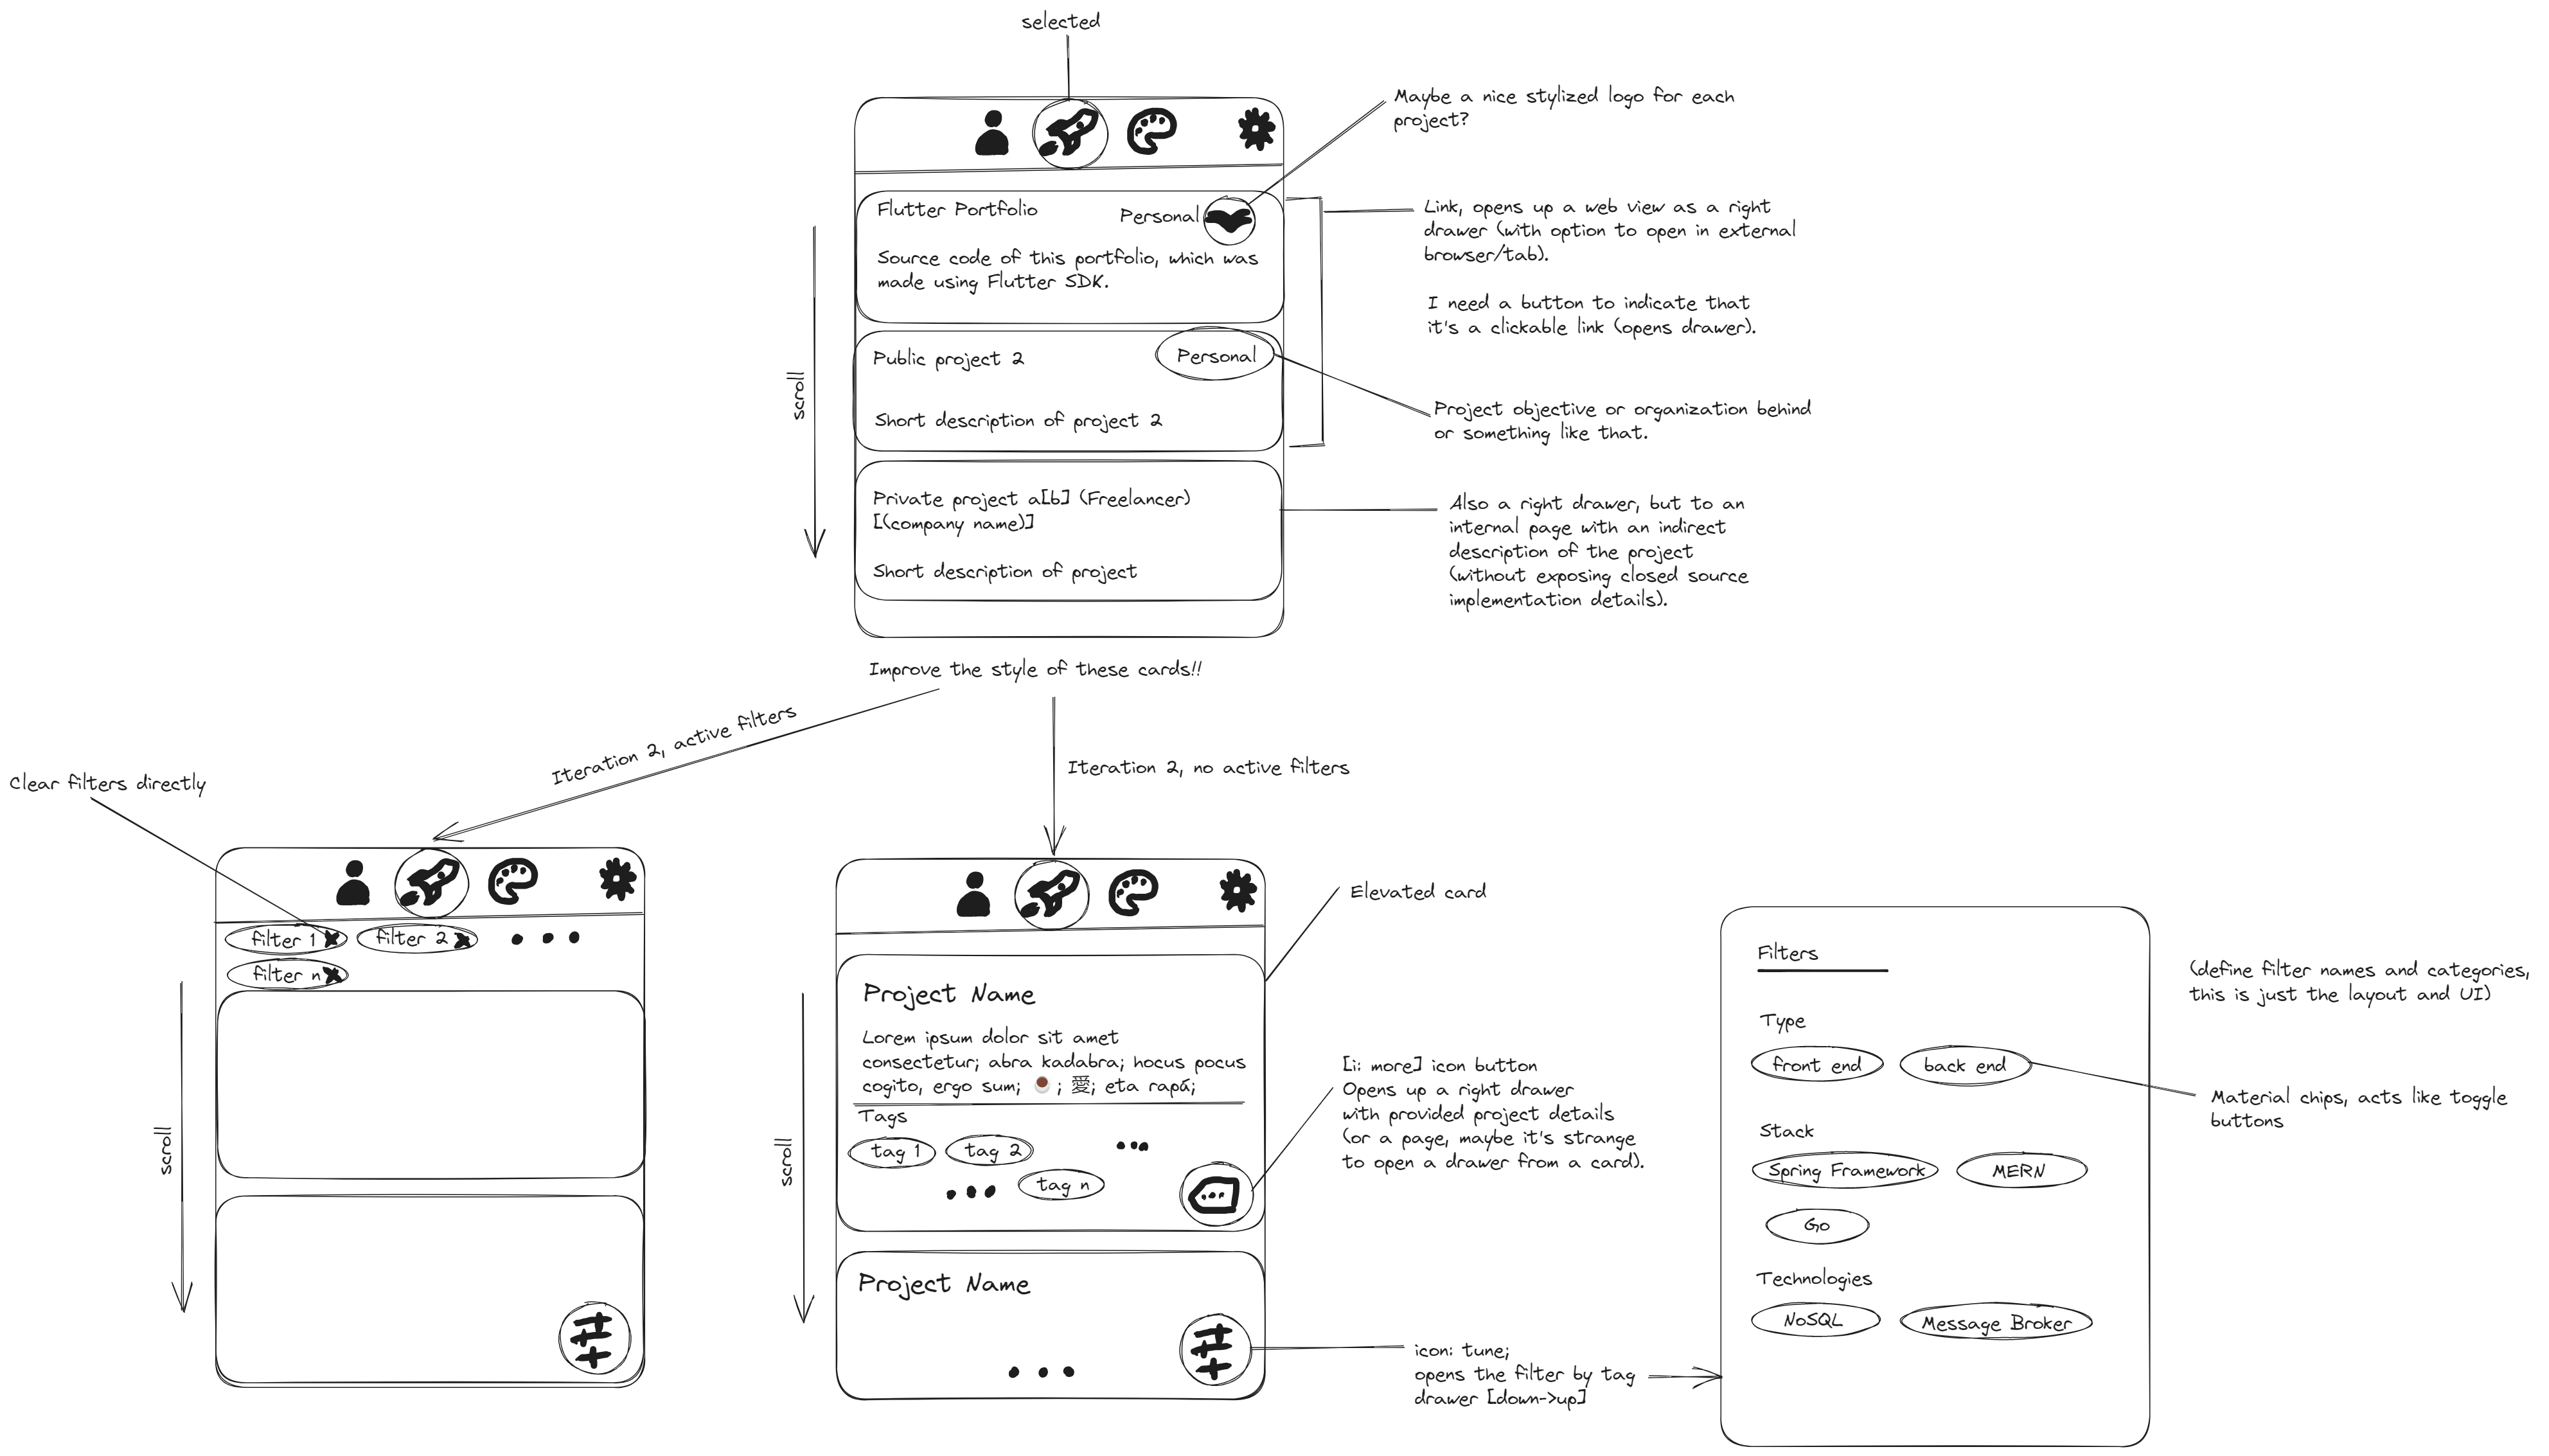 selected
Maybe a nice stylized logo for each
project?
Flutter Portfolio
Personal
Source code of this portfolio, which was
made using Flutter SDK.
Link, opens up a web view as a right
drawer (with option to open in external
browser/tab).
I need a button to indicate that
it's a clickable link (opens drawer).
scroll
Public project 2
Personal
Short description of project 2
Project objective or organization behind
or something like that.
Private project a[b] (Freelancer)
[(company name)]
Short description of project
Also a right drawer, but to an
internal page with an indirect
description of the project
(without exposing closed source
implementation details).
Improve the style of these cards!!
Iteration 2, active filters
Iteration 2, no active filters
Clear filters directly
filter 1
filter 2
filter n
scroll
Elevated card
Project Name
Lorem ipsum dolor sit amet
consectetur; abra kadabra; hocus pocus
cogito, ergo sum; ☕; 愛; eta rapá;
Tags
tag 1
tag 2
tag n
scroll
[i: more] icon button
Opens up a right drawer
with provided project details
(or a page, maybe it's strange
to open a drawer from a card).
Project Name
icon: tune;
opens the filter by tag
drawer [down->up]
Filters
Type
front end
back end
Stack
Spring Framework
MERN
Go
Technologies
NoSQL
Message Broker
(define filter names and categories,
this is just the layout and UI)
Material chips, acts like toggle
buttons